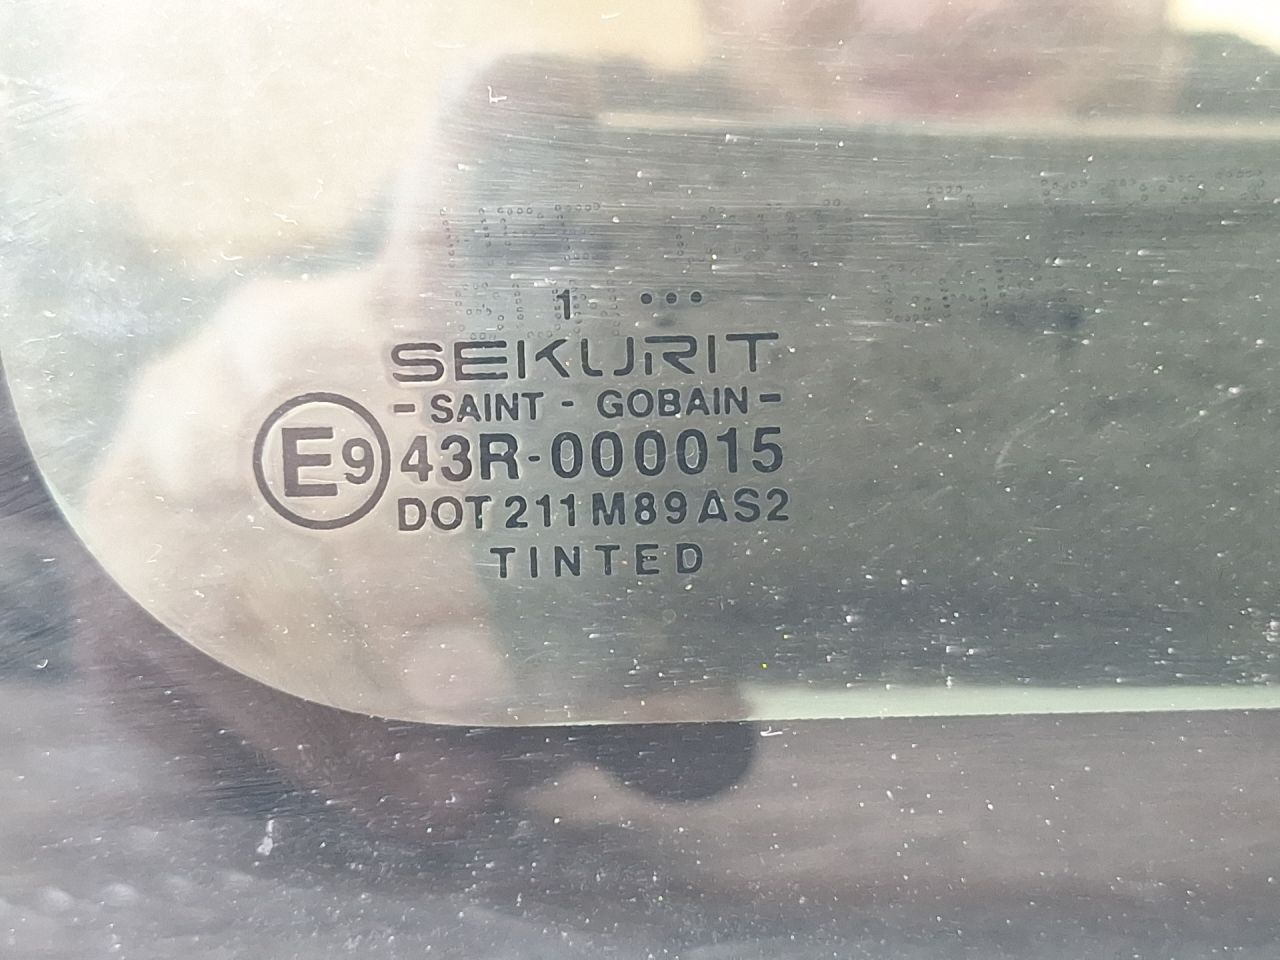 1 •••
SEKURIT
- SAINT - GOBAIN -
E9 43R-000015
DOT 211 M89 AS2
TINTED